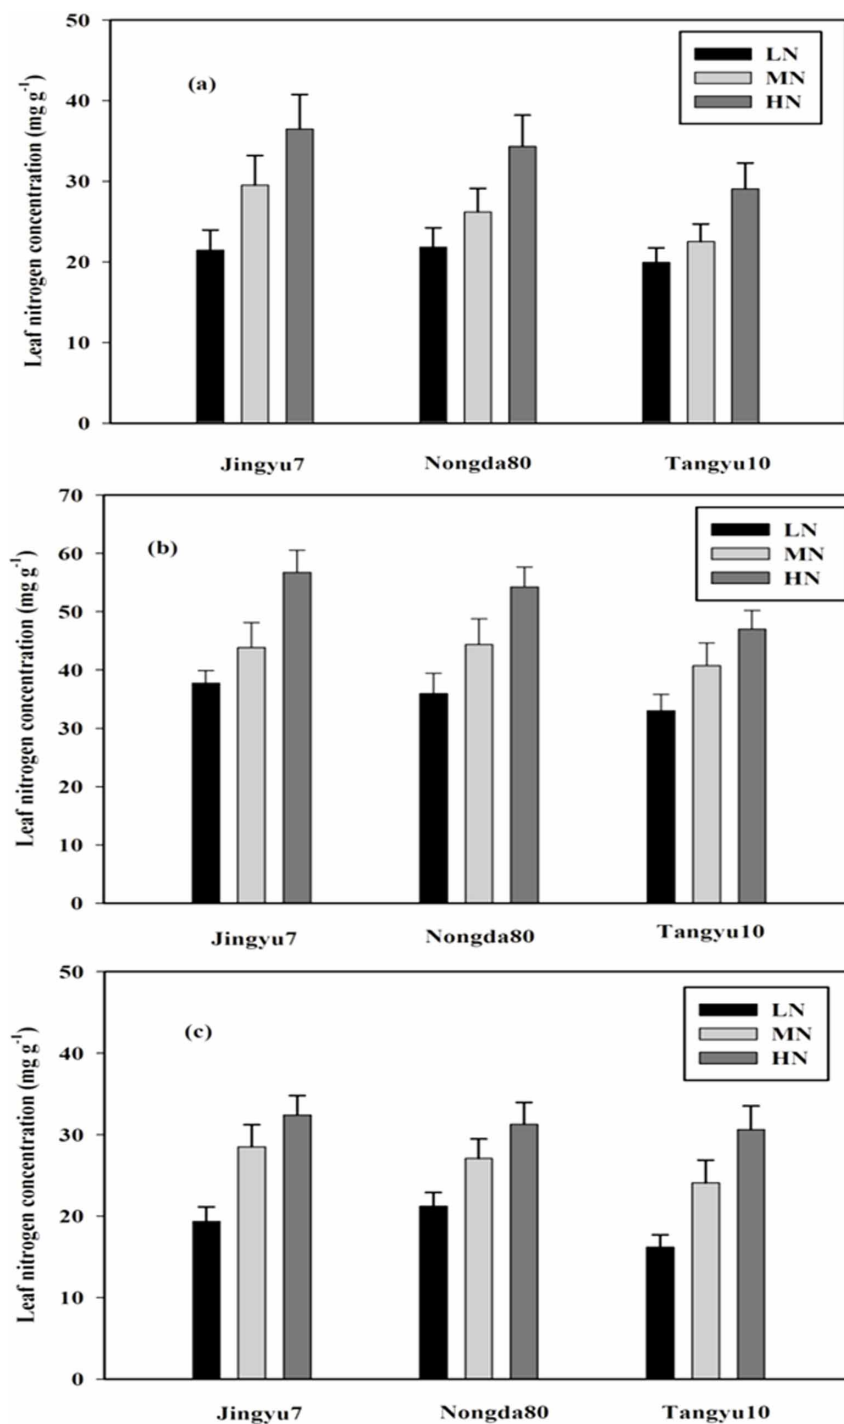 50
40
30
20
10
0
Leaf nitrogen concentration (mg g⁻¹)
(a)
LN
MN
HN
Jingyu7 Nongda80 Tangyu10
70
60
50
40
30
20
10
0
Leaf nitrogen concentration (mg g⁻¹)
(b)
LN
MN
HN
Jingyu7 Nongda80 Tangyu10
50
40
30
20
10
0
Leaf nitrogen concentration (mg g⁻¹)
(c)
LN
MN
HN
Jingyu7 Nongda80 Tangyu10